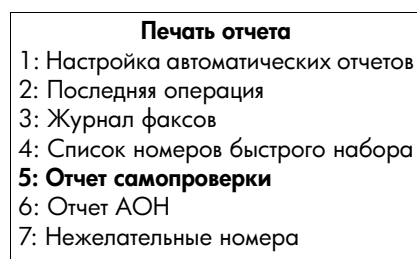 Печать отчета
1: Настройка автоматических отчетов
2: Последняя операция
3: Журнал факсов
4: Список номеров быстрого набора
5: Отчет самопроверки
6: Отчет АОН
7: Нежелательные номера